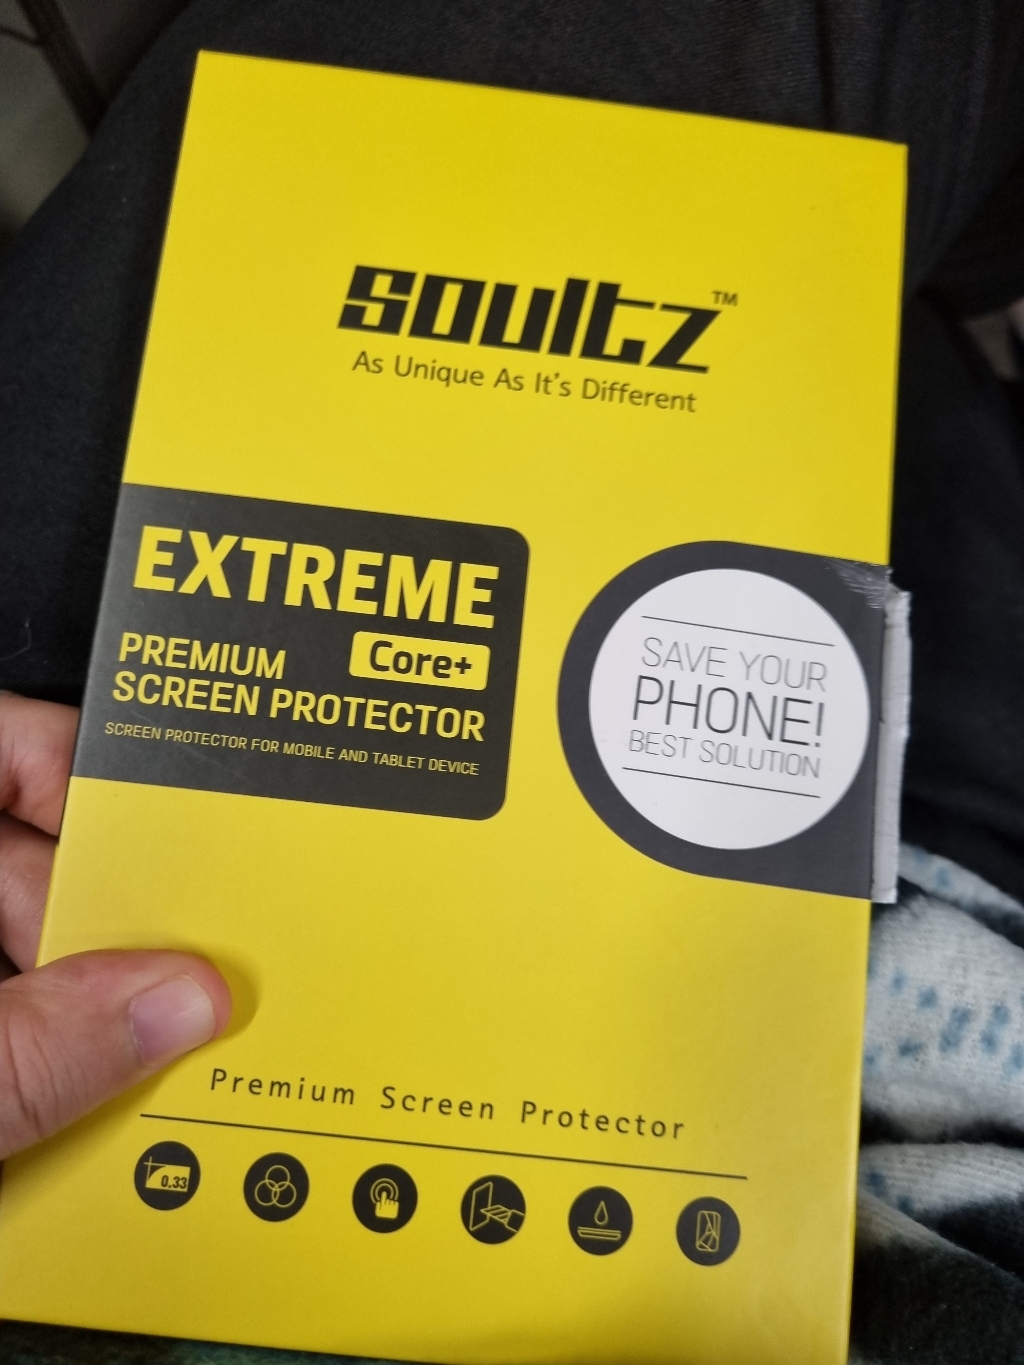 soultz™
As Unique As It's Different
EXTREME
Core+
PREMIUM
SCREEN PROTECTOR
SCREEN PROTECTOR FOR MOBILE AND TABLET DEVICE
SAVE YOUR
PHONE!
BEST SOLUTION
Premium Screen Protector
0.33